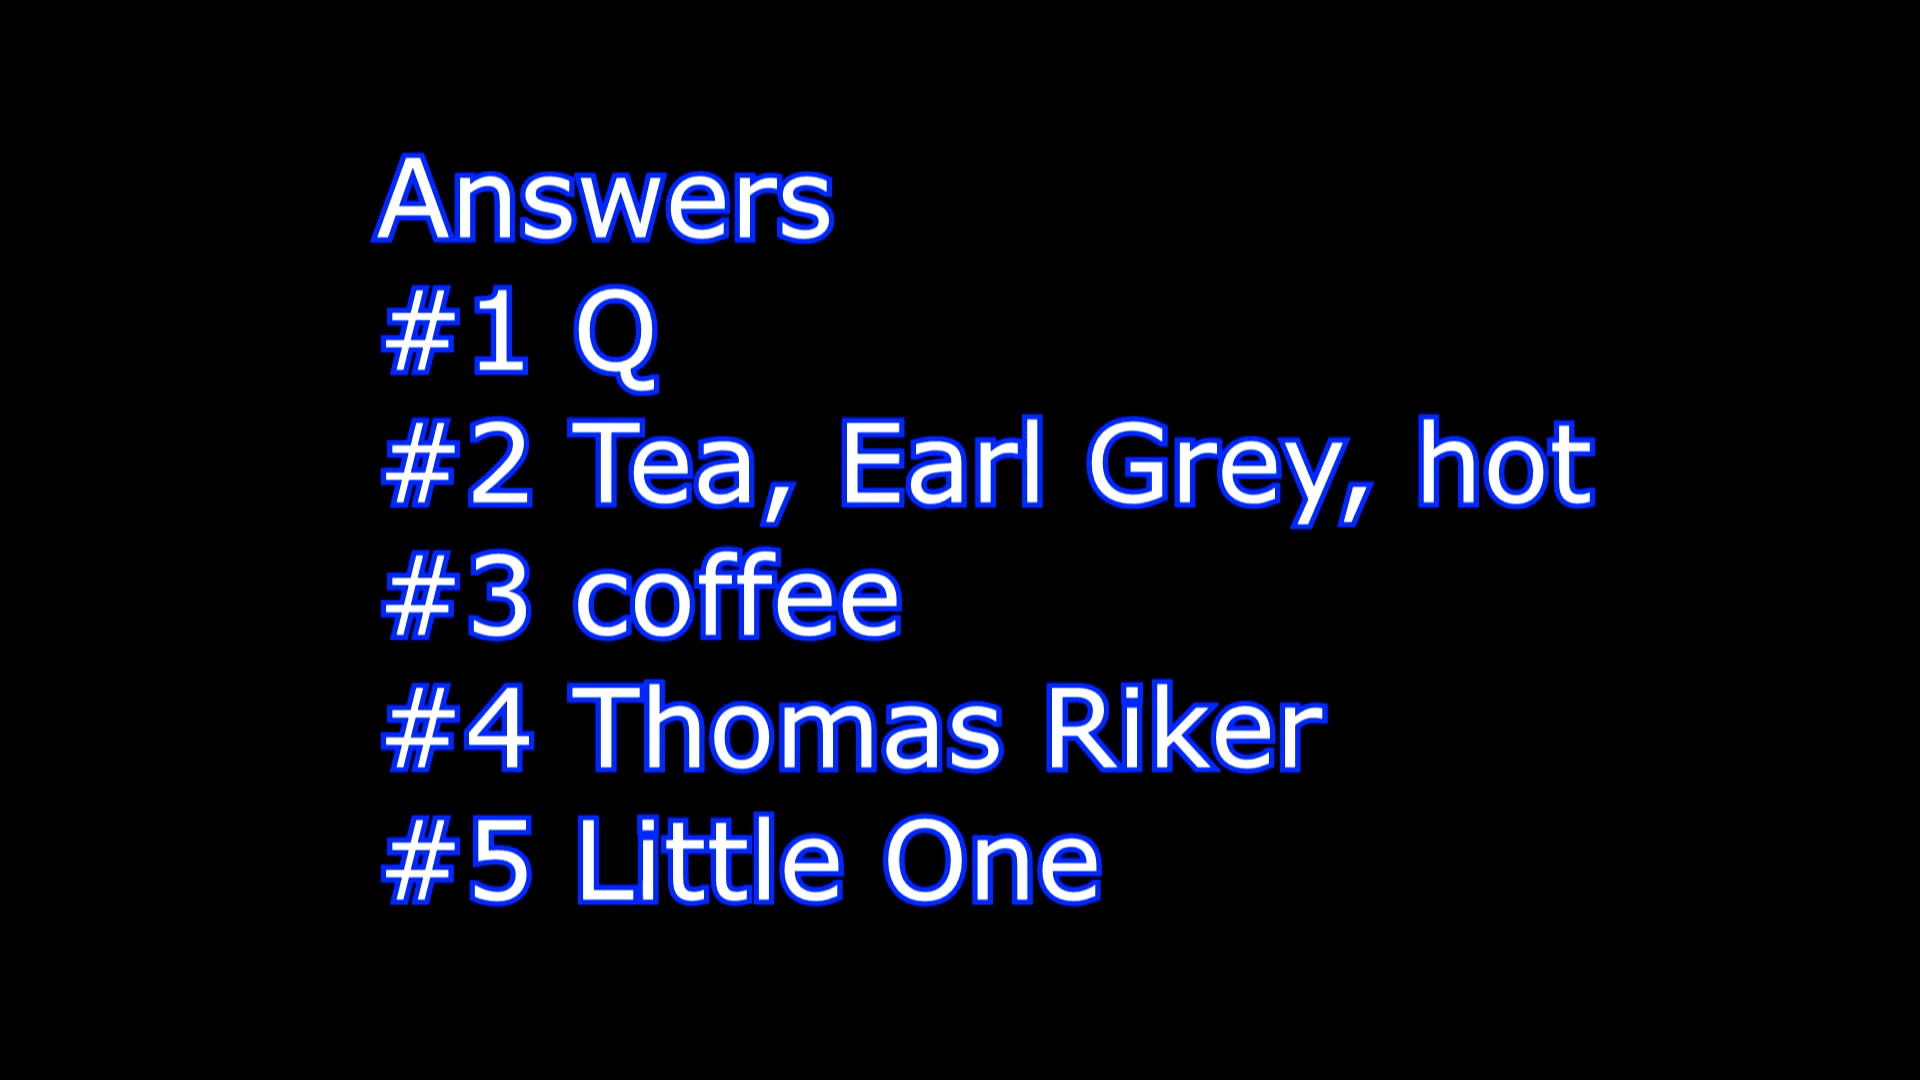 Answers
#1 Q
#2 Tea, Earl Grey, hot
#3 coffee
#4 Thomas Riker
#5 Little One